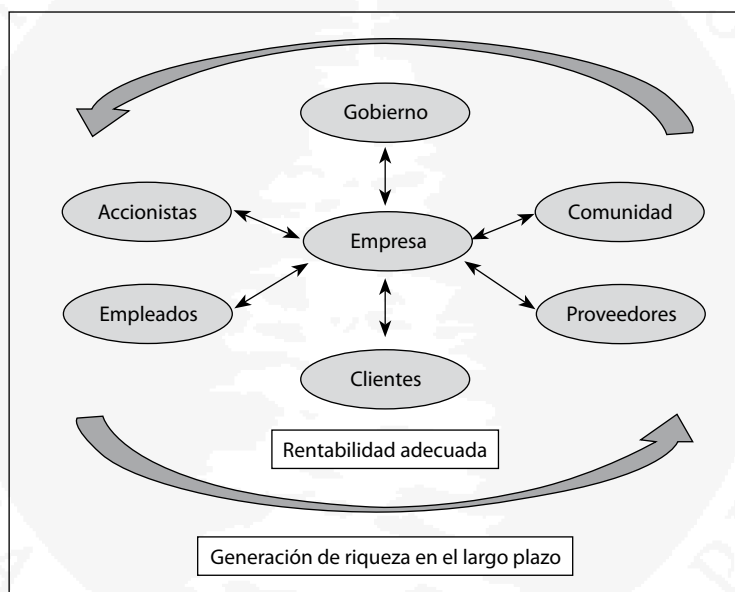 Gobierno
Accionistas
Comunidad
Empresa
Empleados
Proveedores
Clientes
Rentabilidad adecuada
Generación de riqueza en el largo plazo